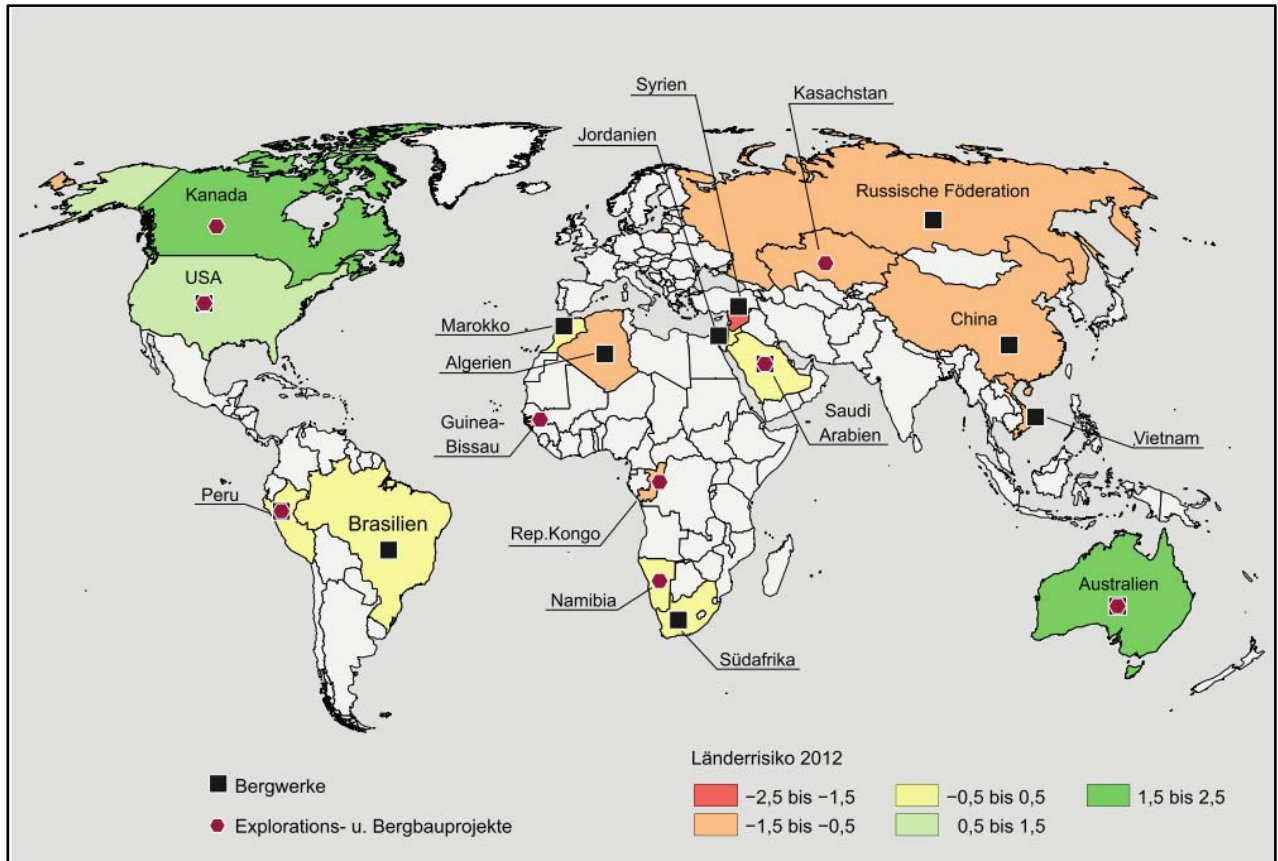 Syrien
Kasachstan
Jordanien
Kanada
Russische Föderation
USA
Marokko
China
Algerien
Guinea-
Bissau
Saudi
Arabien
Vietnam
Peru
Brasilien
Rep.Kongo
Namibia
Australien
Südafrika
Länderrisiko 2012
Bergwerke
Explorations- u. Bergbauprojekte
−2,5 bis −1,5
−1,5 bis −0,5
−0,5 bis 0,5
0,5 bis 1,5
1,5 bis 2,5